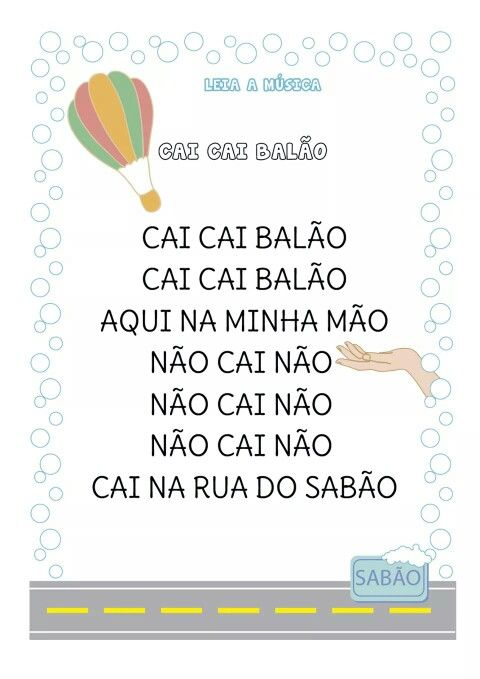 LEIA A MÚSICA
CAI CAI BALÃO
CAI CAI BALÃO
CAI CAI BALÃO
AQUI NA MINHA MÃO
NÃO CAI NÃO
NÃO CAI NÃO
NÃO CAI NÃO
CAI NA RUA DO SABÃO
SABÃO